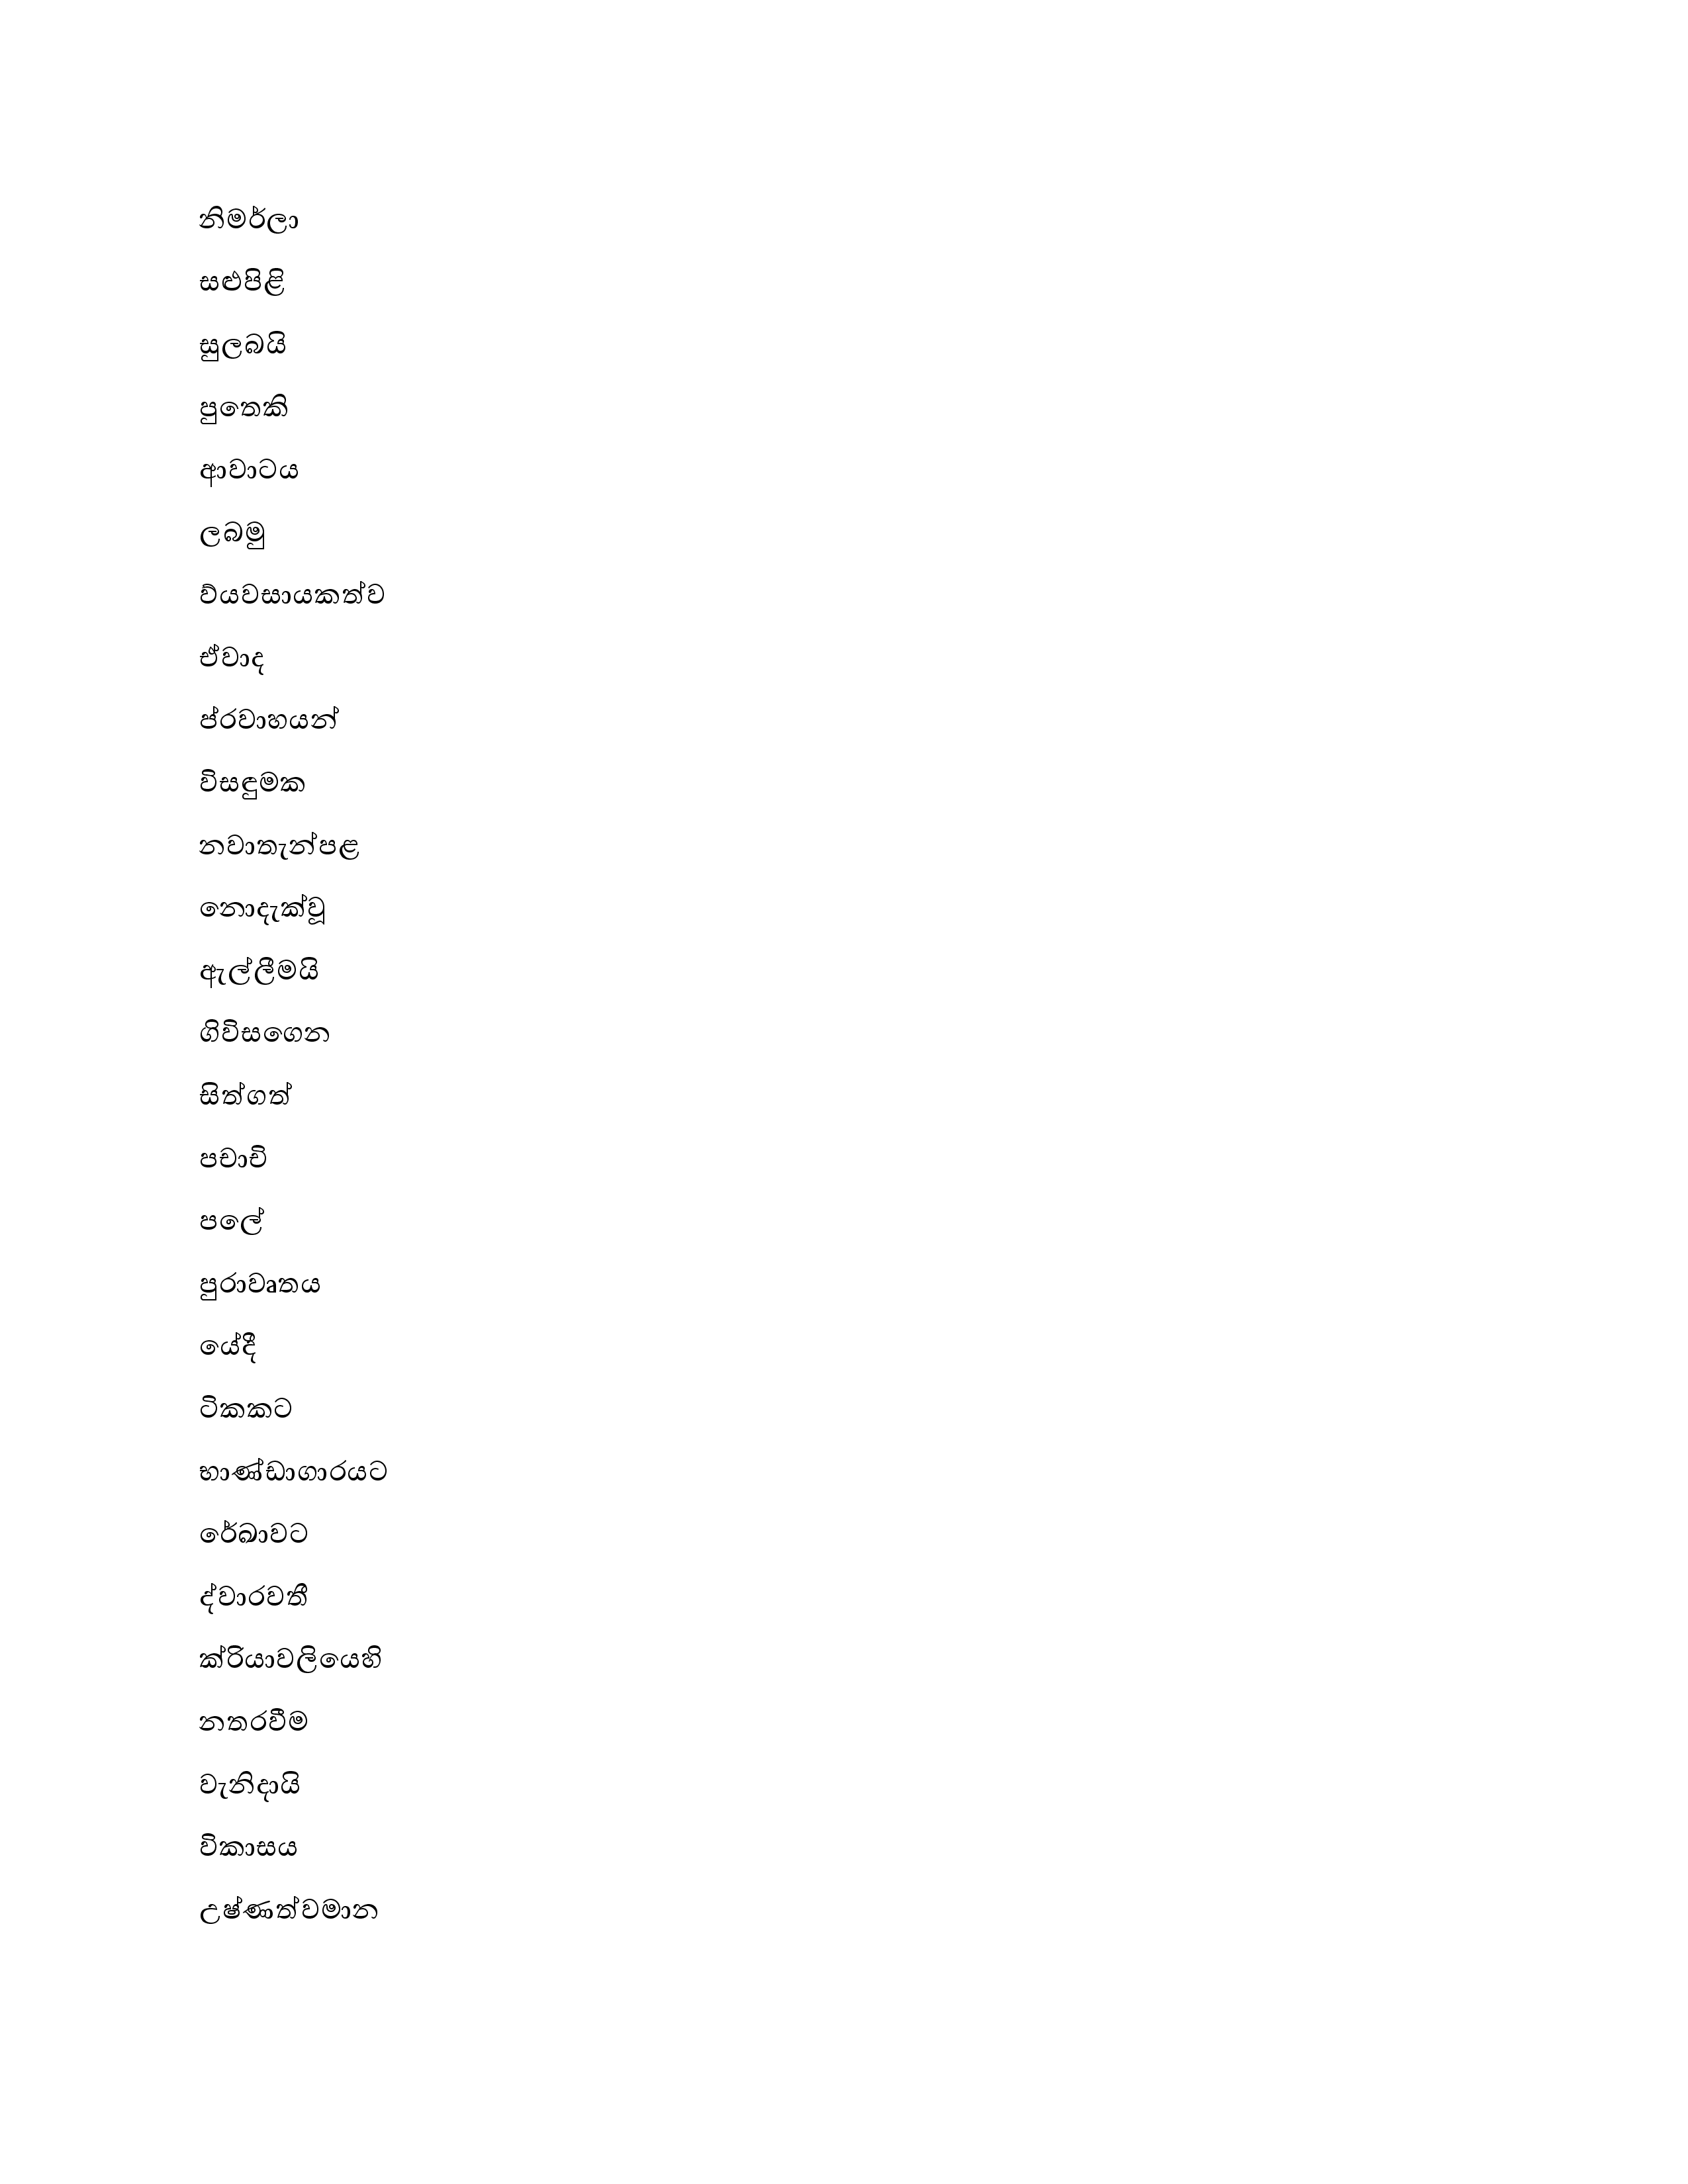 නිමර්ලා
සළුපිළි
සුලබයි
පුතෙකි
ආවාටය
ලබමු
ව්යවසායකත්ව
ඒවාද
ප්රවාහයන්
විසඳුමක
නවාතැන්පළ
නොදැක්වූ
ඇල්ලීමයි
ගිවිසගෙන
සිත්ගත්
පචාචි
පලේ
පුරාවෘතය
යේදී
ටිකකට
භාණ්ඩාගාරයට
රේඛාවට
ද්වාරවතී
ක්රියාවලියෙහි
නතරවීම
වැනිදායි
විකාසය
උෂ්ණත්වමාන